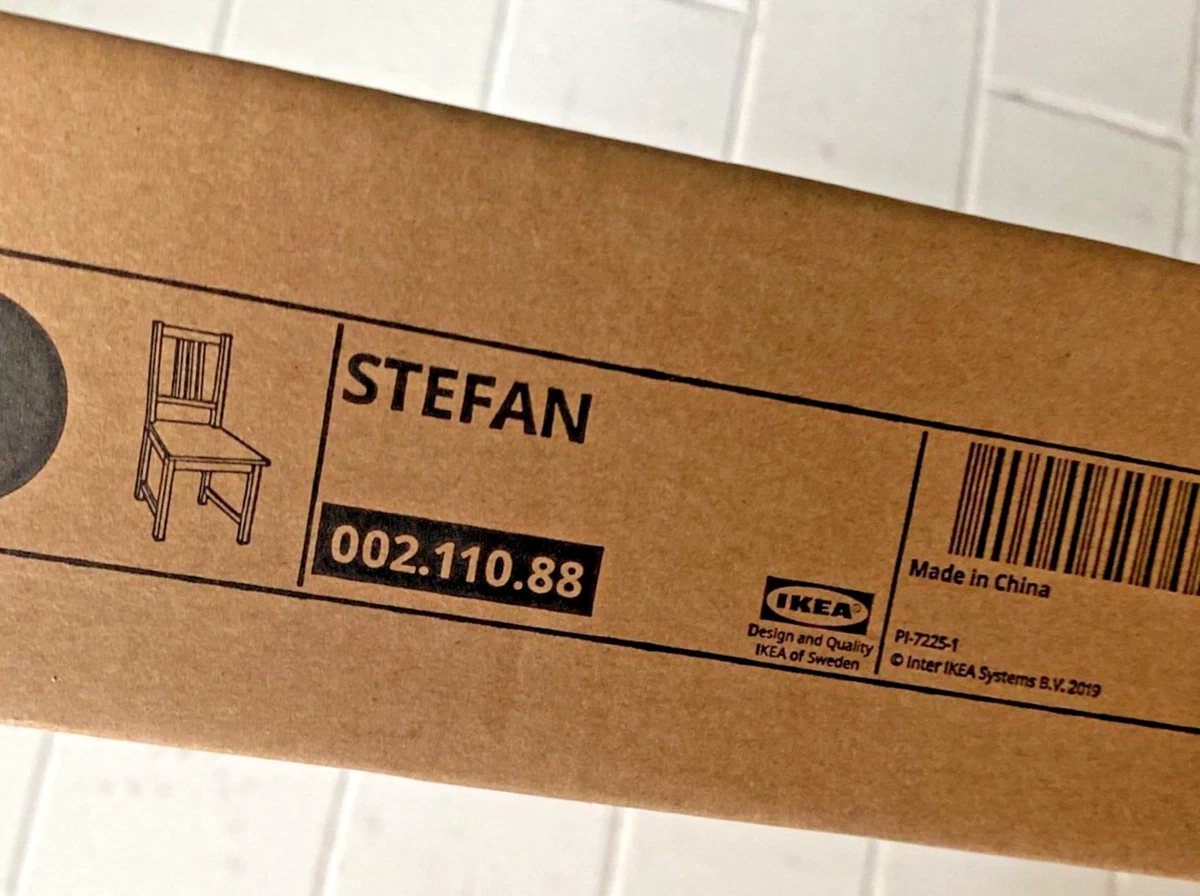 STEFAN
002.110.88
IKEA®
Design and Quality
IKEA of Sweden
Made in China
PI-7225-1
© Inter IKEA Systems B.V. 2019